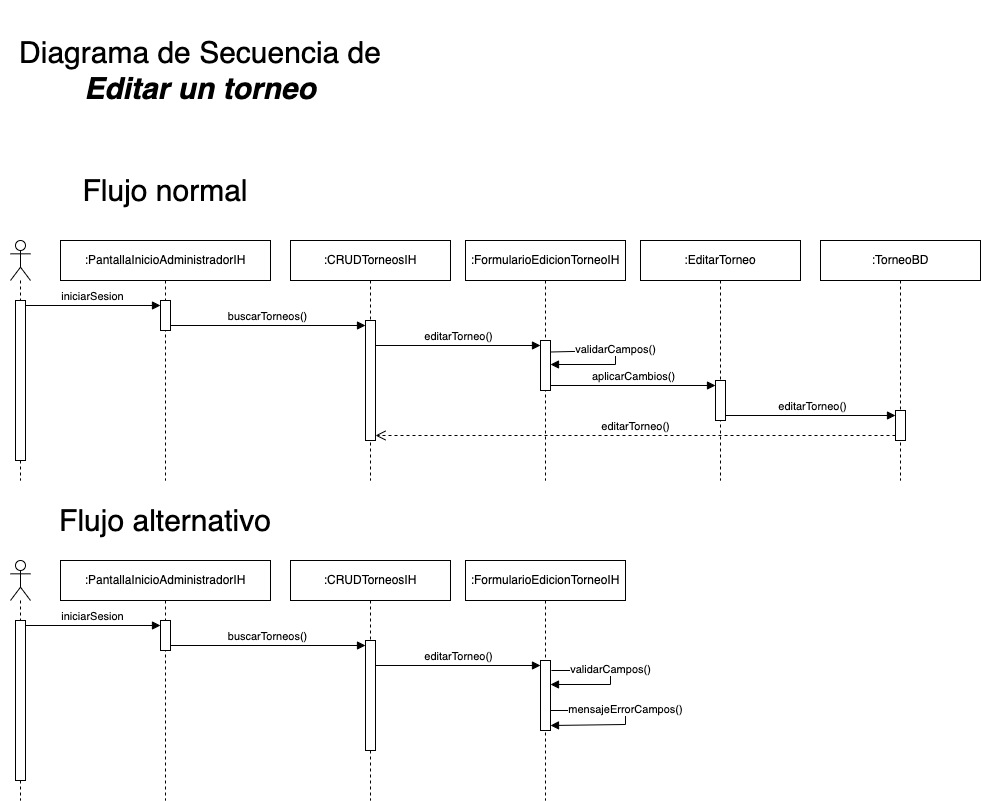 Diagrama de Secuencia de
Editar un torneo
Flujo normal
:PantallaInicioAdministradorIH
:CRUDTorneosIH
:FormularioEdicionTorneoIH
:EditarTorneo
:TorneoBD
iniciarSesion
buscarTorneos()
editarTorneo()
validarCampos()
aplicarCambios()
editarTorneo()
editarTorneo()
Flujo alternativo
:PantallaInicioAdministradorIH
:CRUDTorneosIH
:FormularioEdicionTorneoIH
iniciarSesion
buscarTorneos()
editarTorneo()
validarCampos()
mensajeErrorCampos()